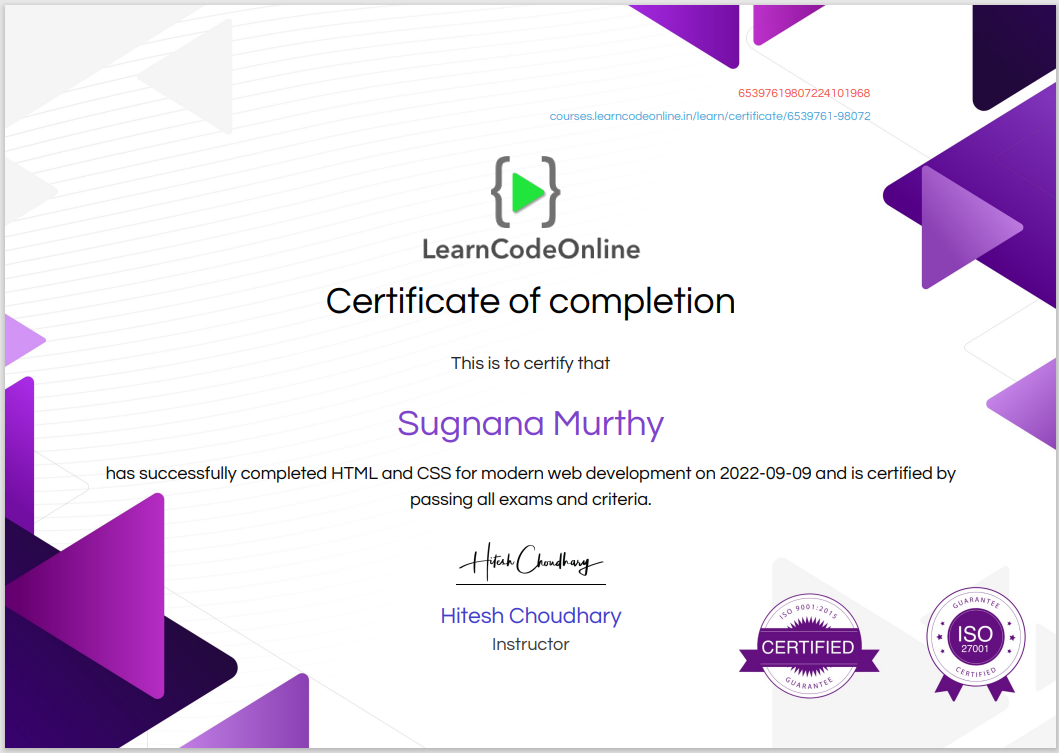 65397619807224101968
courses.learncodeonline.in/learn/certificate/6539761-98072
{ }
LearnCodeOnline
Certificate of completion
This is to certify that
Sugnana Murthy
has successfully completed HTML and CSS for modern web development on 2022-09-09 and is certified by
passing all exams and criteria.
Hitesh Choudhary
Hitesh Choudhary
Instructor
ISO 9001:2015
CERTIFIED
GUARANTEE
GUARANTEE
ISO
27001
CERTIFIED